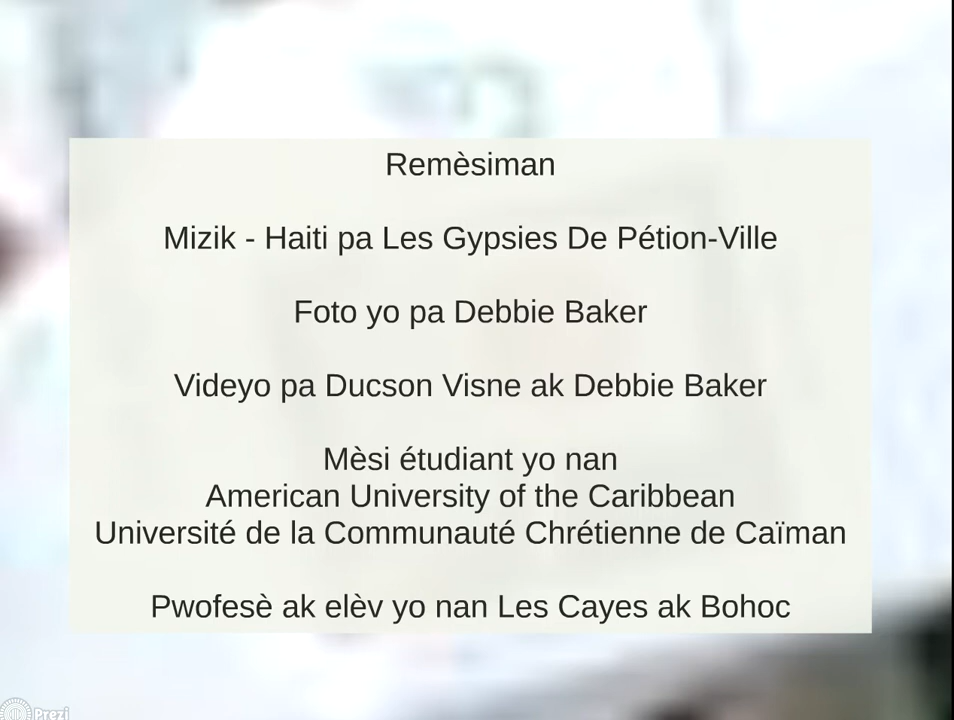 Remèsiman
Mizik - Haiti pa Les Gypsies De Pétion-Ville
Foto yo pa Debbie Baker
Videyo pa Ducson Visne ak Debbie Baker
Mèsi étudiant yo nan
American University of the Caribbean
Université de la Communauté Chrétienne de Caïman
Pwofesè ak elèv yo nan Les Cayes ak Bohoc
Prezi